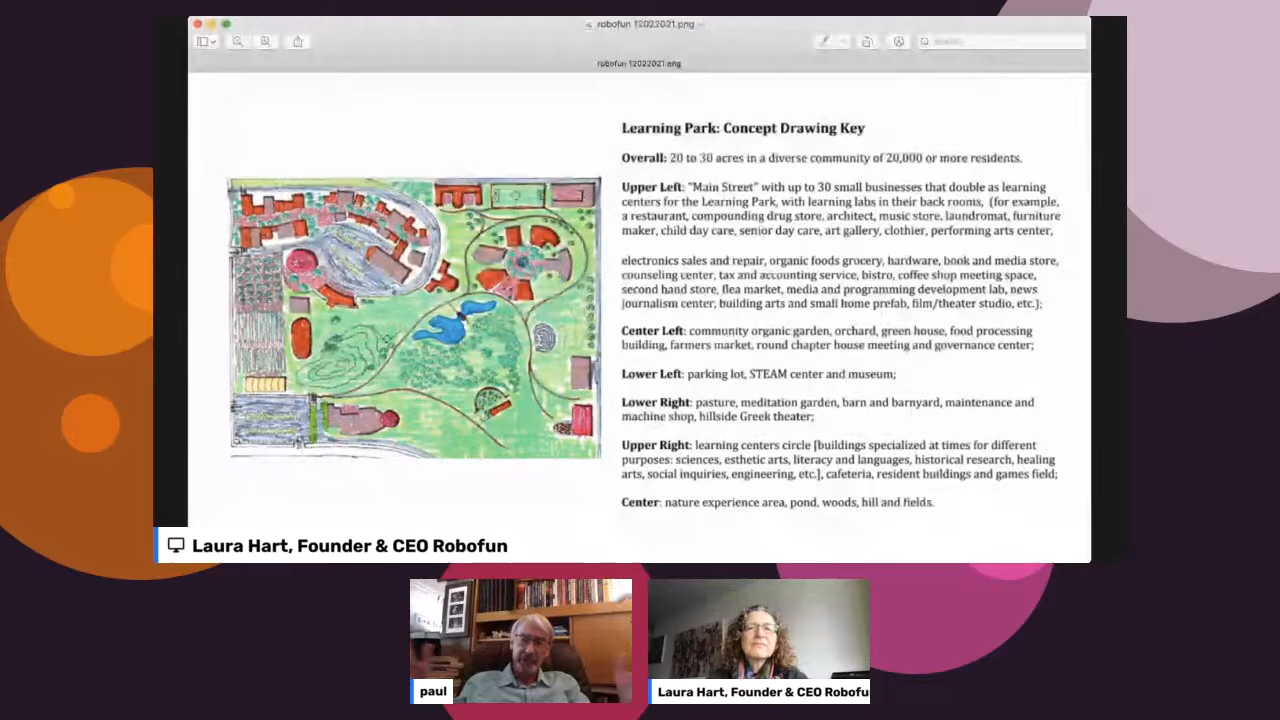 robofun 12022021.png
robofun 12022021.png
Learning Park: Concept Drawing Key
Overall: 20 to 30 acres in a diverse community of 20,000 or more residents.
Upper Left: "Main Street" with up to 30 small businesses that double as learning
centers for the Learning Park, with learning labs in their back rooms, (for example,
a restaurant, compounding drug store, architect, music store, laundromat, furniture
maker, child day care, senior day care, art gallery, clothier, performing arts center,
electronics sales and repair, organic foods grocery, hardware, book and media store,
counseling center, tax and accounting service, bistro, coffee shop meeting space,
second hand store, flea market, media and programming development lab, news
journalism center, building arts and small home prefab, film/theater studio, etc.);
Center Left: community organic garden, orchard, green house, food processing
building, farmers market, round chapter house meeting and governance center;
Lower Left: parking lot, STEAM center and museum;
Lower Right: pasture, meditation garden, barn and barnyard, maintenance and
machine shop, hillside Greek theater;
Upper Right: learning centers circle [buildings specialized at times for different
purposes: sciences, esthetic arts, literacy and languages, historical research, healing
arts, social inquiries, engineering, etc.], cafeteria, resident buildings and games field;
Center: nature experience area, pond, woods, hill and fields.
Laura Hart, Founder & CEO Robofun
paul
Laura Hart, Founder & CEO Robofu